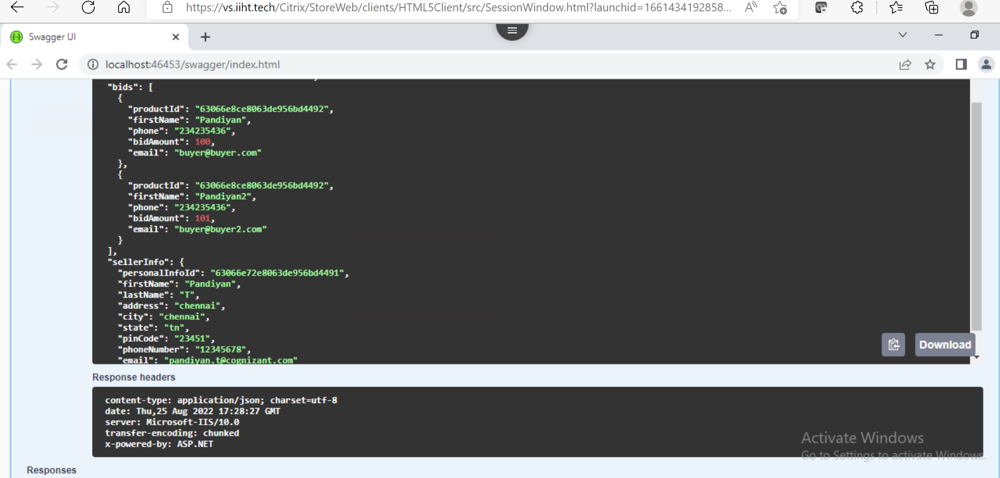 https://vs.iiht.tech/Citrix/StoreWeb/clients/HTML5Client/src/SessionWindow.html?launchid=1661434192858...
Swagger UI
localhost:46453/swagger/index.html
"bids": [
{
"productId": "63066e8ce8063de956bd4492",
"firstName": "Pandiyan",
"phone": "234235436",
"bidAmount": 100,
"email": "buyer@buyer.com"
},
{
"productId": "63066e8ce8063de956bd4492",
"firstName": "Pandiyan2",
"phone": "234235436",
"bidAmount": 101,
"email": "buyer@buyer2.com"
}
],
"sellerInfo": {
"personalInfoId": "63066e72e8063de956bd4491",
"firstName": "Pandiyan",
"lastName": "T",
"address": "chennai",
"city": "chennai",
"state": "tn",
"pinCode": "23451",
"phoneNumber": "12345678",
"email": "pandiyan.t@cognizant.com"
Download
Response headers
content-type: application/json; charset=utf-8
date: Thu,25 Aug 2022 17:28:27 GMT
server: Microsoft-IIS/10.0
transfer-encoding: chunked
x-powered-by: ASP.NET
Activate Windows
Go to Settings to activate Windows.
Responses